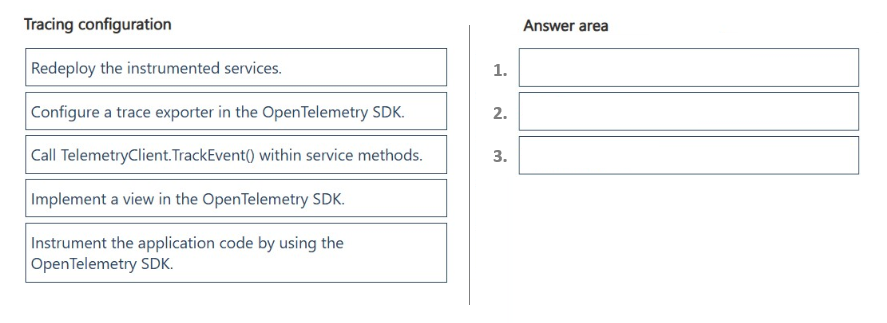 Tracing configuration
Answer area
Redeploy the instrumented services.
1.
Configure a trace exporter in the OpenTelemetry SDK.
2.
Call TelemetryClient.TrackEvent() within service methods.
3.
Implement a view in the OpenTelemetry SDK.
Instrument the application code by using the
OpenTelemetry SDK.